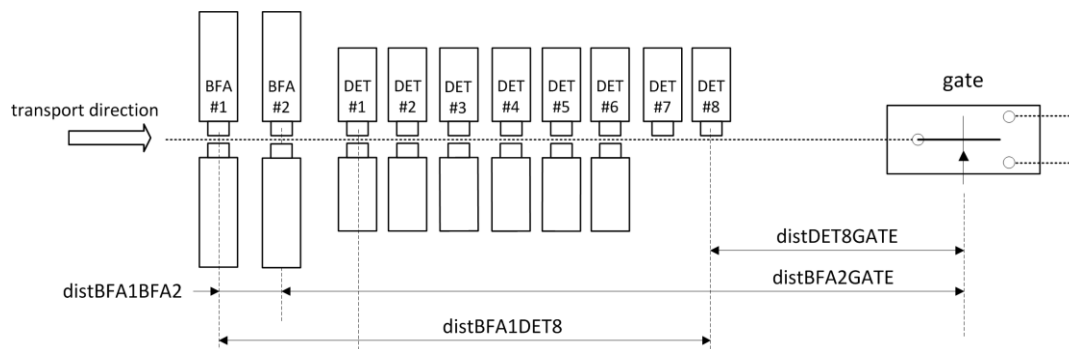 gate
BFA
#1
BFA
#2
DET
#1
DET
#2
DET
#3
DET
#4
DET
#5
DET
#6
DET
#7
DET
#8
transport direction
distDET8GATE
distBFA2GATE
distBFA1BFA2
distBFA1DET8